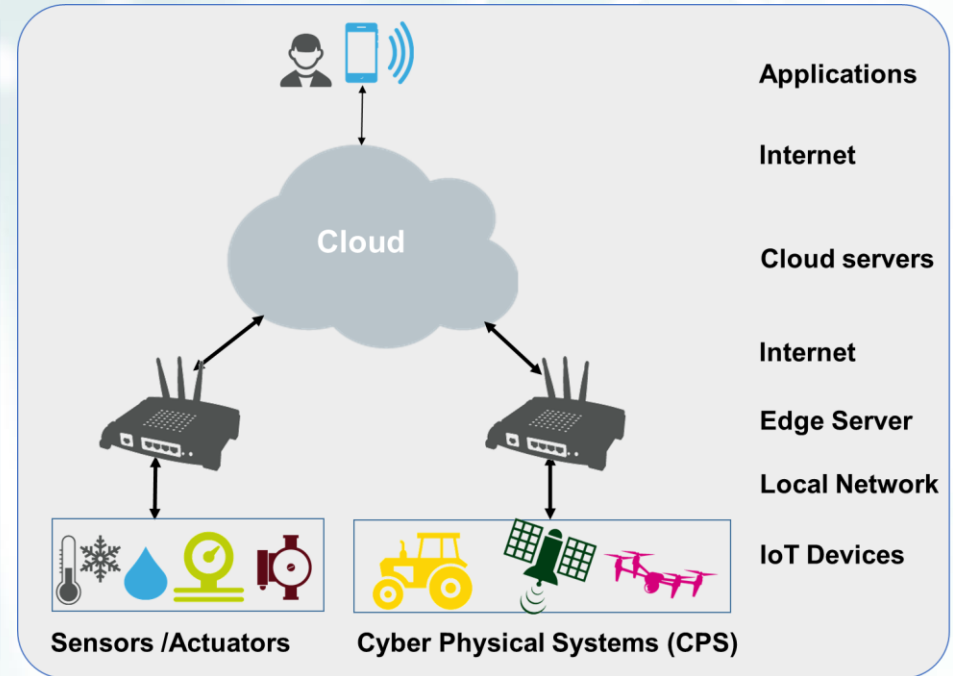 Applications
Internet
Cloud
Cloud servers
Internet
Edge Server
Local Network
IoT Devices
Sensors /Actuators
Cyber Physical Systems (CPS)